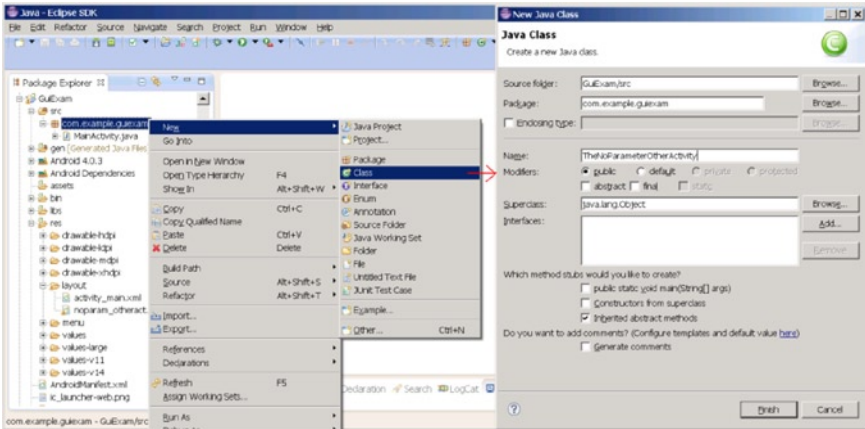 Java - Eclipse SDK
File Edit Refactor Source Navigate Search Project Run Window Help
Package Explorer
GuiExam
src
com.example.guiexam
MainActivity.java
gen [Generated Java Files
Android 4.0.3
Android Dependencies
assets
bin
libs
res
drawable-hdpi
drawable-ldpi
drawable-mdpi
drawable-xhdpi
layout
activity_main.xml
noparam_otheract.
menu
values
values-large
values-v11
values-v14
AndroidManifest.xml
ic_launcher-web.png
com.example.guiexam - GuiExam/src
New
Go Into
Open in New Window
Open Type Hierarchy F4
Show In Alt+Shift+W
Copy Ctrl+C
Copy Qualified Name
Paste Ctrl+V
Delete Delete
Build Path
Source Alt+Shift+S
Refactor Alt+Shift+T
Import...
Export...
References
Declarations
Refresh F5
Assign Working Sets...
Run As
Java Project
Project...
Package
Class
Interface
Enum
Annotation
Source Folder
Java Working Set
Folder
File
Untitled Text File
JUnit Test Case
Example...
Other... Ctrl+N
Declaration Search LogCat
New Java Class
Java Class
Create a new Java class.
Source folder: GuiExam/src Browse...
Package: com.example.guiexam Browse...
Enclosing type: Browse...
Name: TheNoParameterOtherActivity
Modifiers: public default private protected
abstract final static
Superclass: java.lang.Object Browse...
Interfaces: Add...
Remove
Which method stubs would you like to create?
public static void main(String[] args)
Constructors from superclass
Inherited abstract methods
Do you want to add comments? (Configure templates and default value here)
Generate comments
Finish Cancel